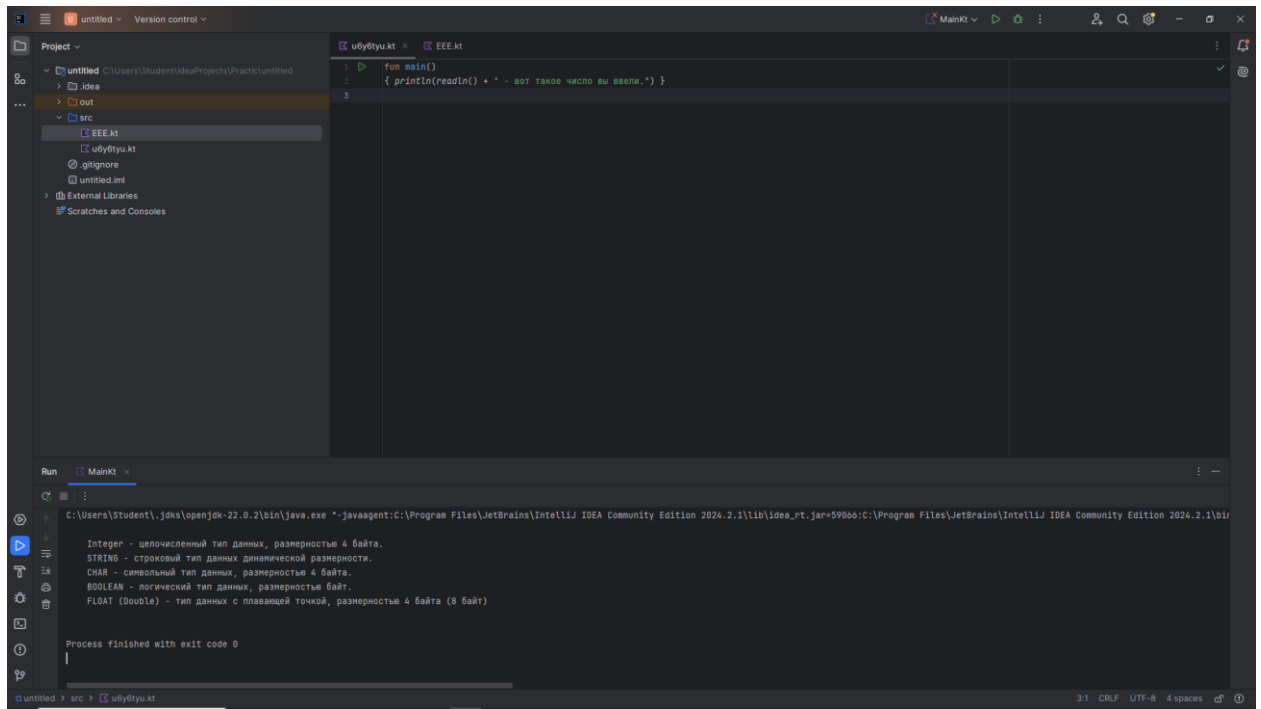 U untitled Version control MainKt
Project
u6y6tyu.kt × EEE.kt
untitled C:\Users\Student\IdeaProjects\Practic\untitled
.idea
out
src
EEE.kt
u6y6tyu.kt
.gitignore
untitled.iml
External Libraries
Scratches and Consoles
1 fun main()
2 { println(readln() + " - вот такое число вы ввели.") }
3
Run MainKt ×
C:\Users\Student\.jdks\openjdk-22.0.2\bin\java.exe "-javaagent:C:\Program Files\JetBrains\IntelliJ IDEA Community Edition 2024.2.1\lib\idea_rt.jar=59066:C:\Program Files\JetBrains\IntelliJ IDEA Community Edition 2024.2.1\bin
Integer - целочисленный тип данных, размерностью 4 байта.
STRING - строковый тип данных динамической размерности.
CHAR - символьный тип данных, размерностью 4 байта.
BOOLEAN - логический тип данных, размерностью байт.
FLOAT (Double) - тип данных с плавающей точкой, размерностью 4 байта (8 байт)
Process finished with exit code 0
untitled > src > u6y6tyu.kt
3:1 CRLF UTF-8 4 spaces